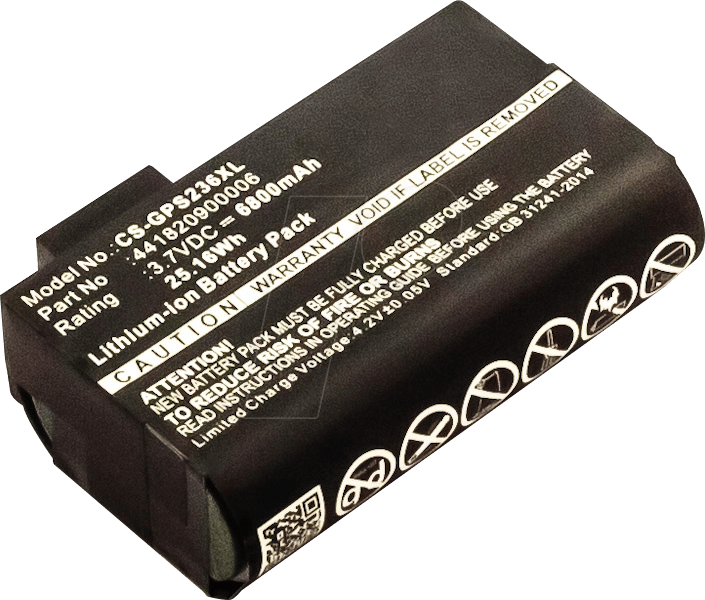 Model No.:CS-GPS236XL
Part No :441820900006
Rating :3.7VDC = 6800mAh
25.16Wh
Lithium-ion Battery Pack
CAUTION! WARRANTY VOID IF LABEL IS REMOVED
ATTENTION!
NEW BATTERY PACK MUST BE FULLY CHARGED BEFORE USE
TO REDUCE RISK OF FIRE OR BURNS
READ INSTRUCTIONS CAREFULLY BEFORE USING THE BATTERY
Limited Charge Voltage:4.2V±0.05V Standard:GB 31241-2014